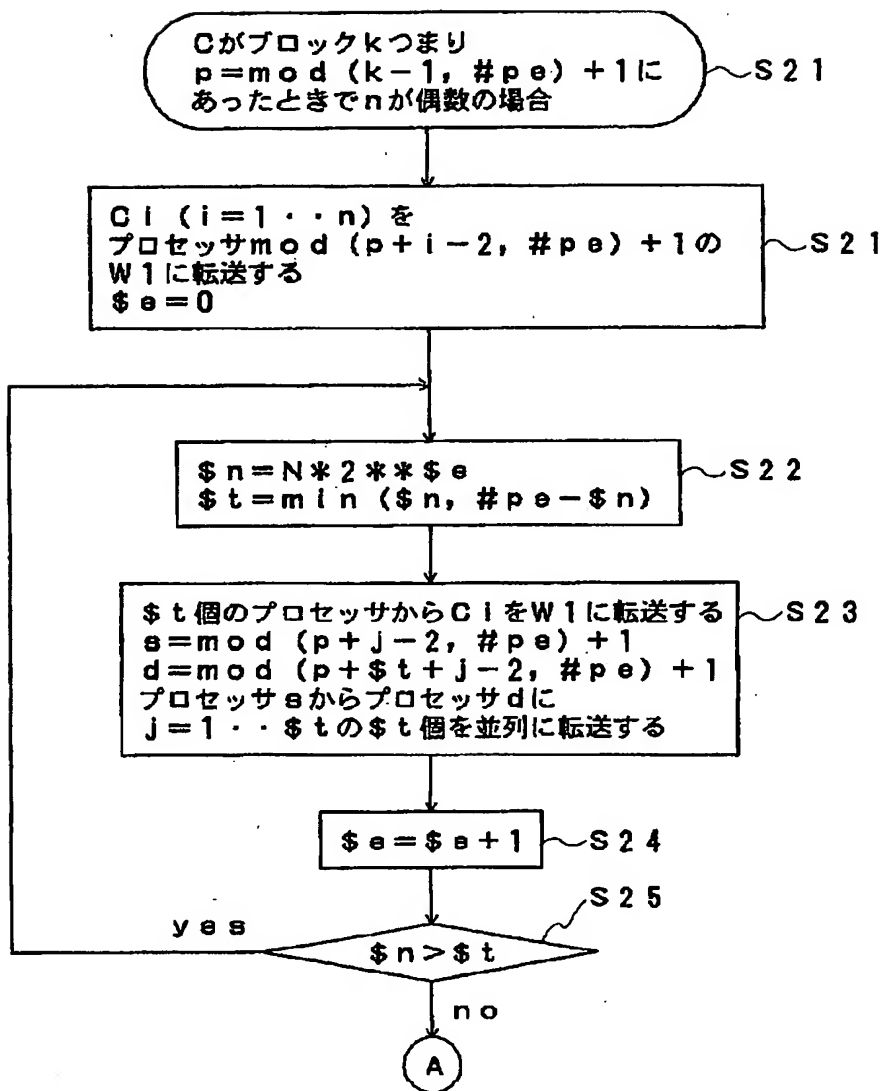 Cがブロックkつまり
p=mod (k-1, #pe) +1に
あったときでnが偶数の場合
S21
Ci (i=1・・n) を
プロセッサmod (p+i-2, #pe) +1の
W1に転送する
$e=0
S21
$n=N*2**$e
$t=min ($n, #pe-$n)
S22
$t個のプロセッサからCiをW1に転送する
s=mod (p+j-2, #pe) +1
d=mod (p+$t+j-2, #pe) +1
プロセッサsからプロセッサdに
j=1・・$tの$t個を並列に転送する
S23
$e=$e+1
S24
S25
yes
$n>$t
no
A